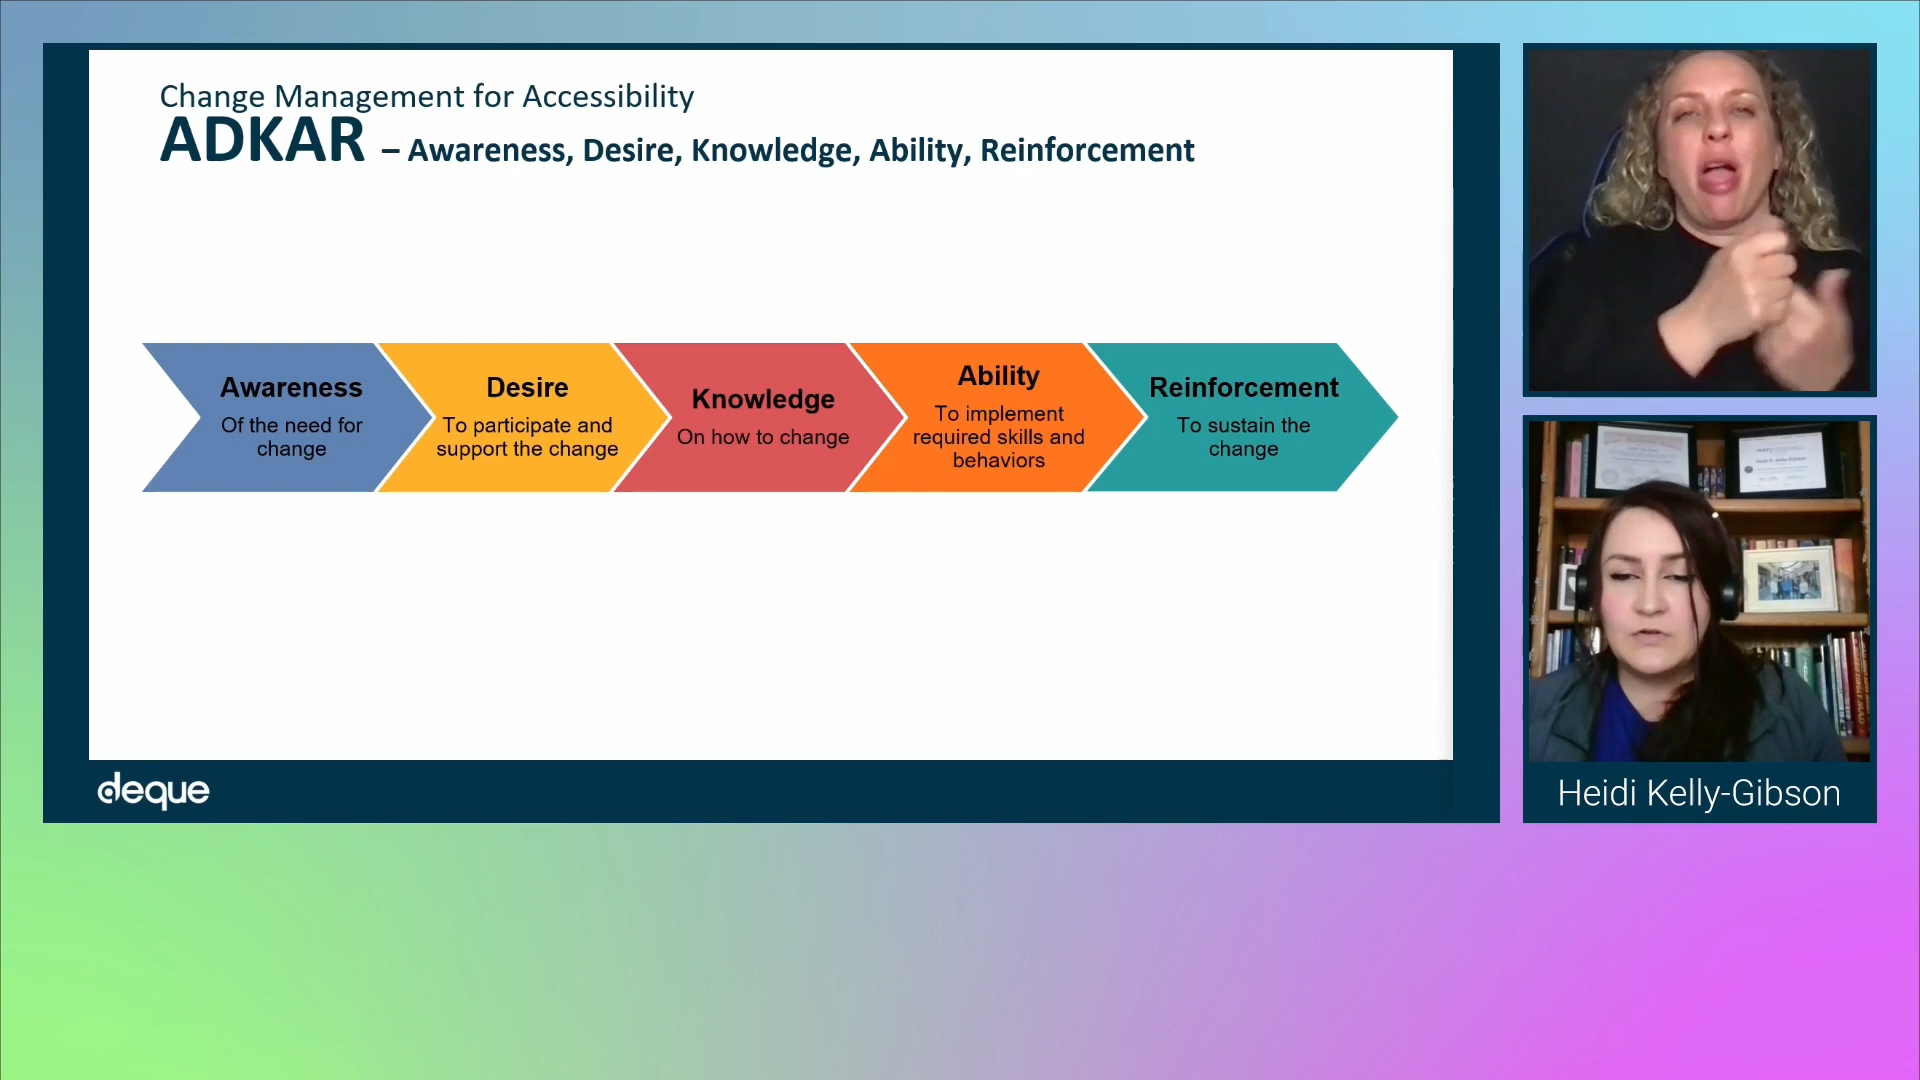 Change Management for Accessibility
ADKAR – Awareness, Desire, Knowledge, Ability, Reinforcement
Awareness
Of the need for
change
Desire
To participate and
support the change
Knowledge
On how to change
Ability
To implement
required skills and
behaviors
Reinforcement
To sustain the
change
deque
Heidi Kelly-Gibson